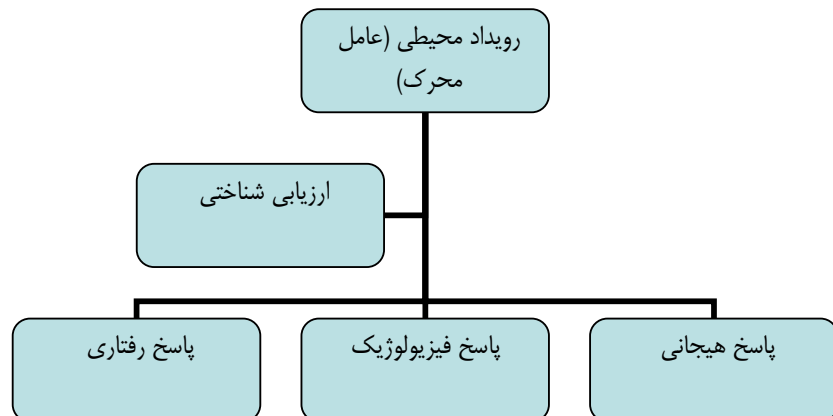 رویداد محیطی (عامل
محرک)
ارزیابی شناختی
پاسخ هیجانی
پاسخ فیزیولوژیک
پاسخ رفتاری